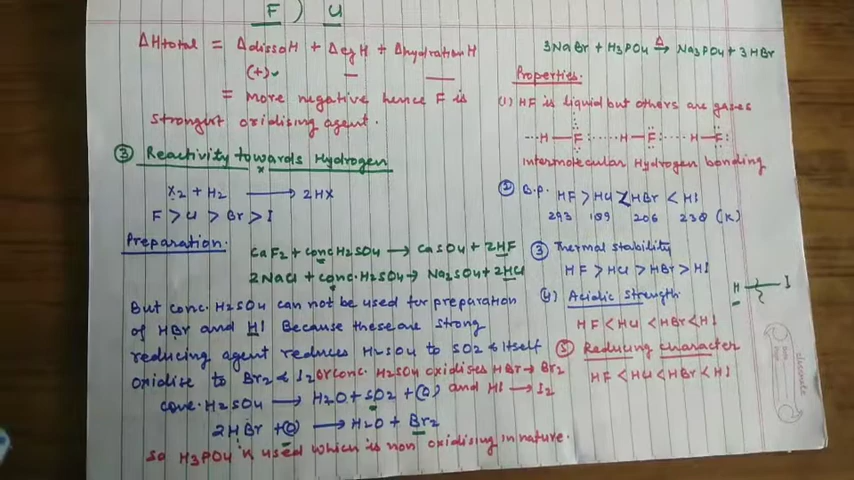 F ) Cl
ΔHtotal = ΔdissoH + ΔegH + ΔhydrationH
(+) — —
= more negative hence F is
strongest oxidising agent.
③ Reactivity towards Hydrogen
X2 + H2 ⟶ 2HX
F > Cl > Br > I
Preparation.
CaF2 + conc H2SO4 ⟶ CaSO4 + 2HF
2NaCl + conc. H2SO4 → Na2SO4 + 2HCl
But conc. H2SO4 can not be used for preparation
of HBr and HI Because these are strong
reducing agent reduces H2SO4 to SO2 & itself
oxidise to Br2 & I2 or conc. H2SO4 oxidises HBr → Br2
and HI ⟶ I2
conc. H2SO4 ⟶ H2O + SO2 + (O)
2HBr + (O) ⟶ H2O + Br2
So H3PO4 is used which is non oxidising in nature.
3NaBr + H3PO4 Δ→ Na3PO4 + 3HBr
Properties.
(1) HF is liquid but others are gases
---H—F:......H—F:....H—F:
intermolecular Hydrogen bonding
② B.P. HF > HCl < HBr < HI
293 189 206 238 (K)
③ Thermal stability
HF > HCl > HBr > HI
H I
(4) Acidic strength
HF < HCl < HBr < HI
⑤ Reducing character
HF < HCl < HBr < HI